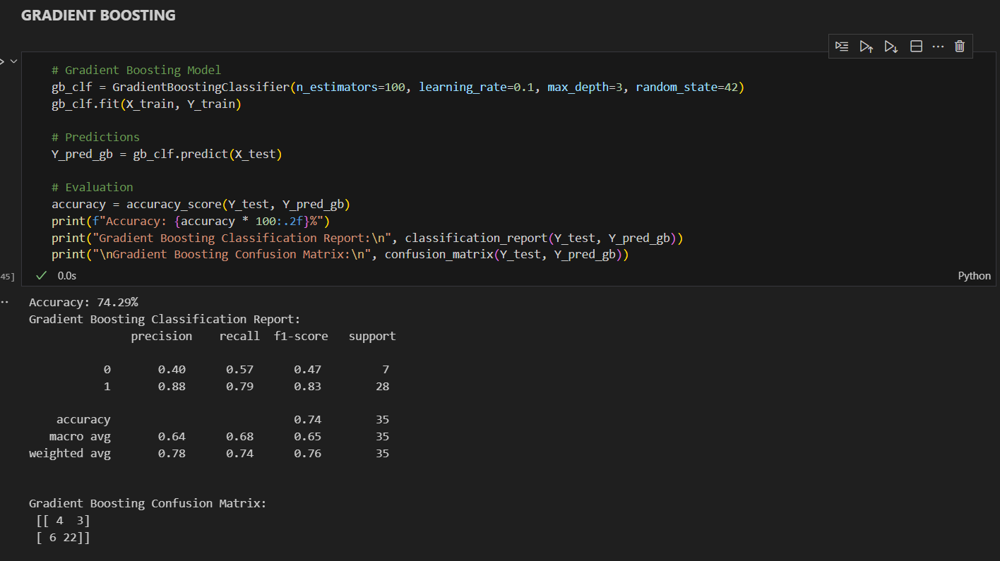 GRADIENT BOOSTING
# Gradient Boosting Model
gb_clf = GradientBoostingClassifier(n_estimators=100, learning_rate=0.1, max_depth=3, random_state=42)
gb_clf.fit(X_train, Y_train)
# Predictions
Y_pred_gb = gb_clf.predict(X_test)
# Evaluation
accuracy = accuracy_score(Y_test, Y_pred_gb)
print(f"Accuracy: {accuracy * 100:.2f}%")
print("Gradient Boosting Classification Report:\n", classification_report(Y_test, Y_pred_gb))
print("\nGradient Boosting Confusion Matrix:\n", confusion_matrix(Y_test, Y_pred_gb))
45] 0.0s Python
Accuracy: 74.29%
Gradient Boosting Classification Report:
precision recall f1-score support
0 0.40 0.57 0.47 7
1 0.88 0.79 0.83 28
accuracy 0.74 35
macro avg 0.64 0.68 0.65 35
weighted avg 0.78 0.74 0.76 35
Gradient Boosting Confusion Matrix:
[[ 4 3]
[ 6 22]]